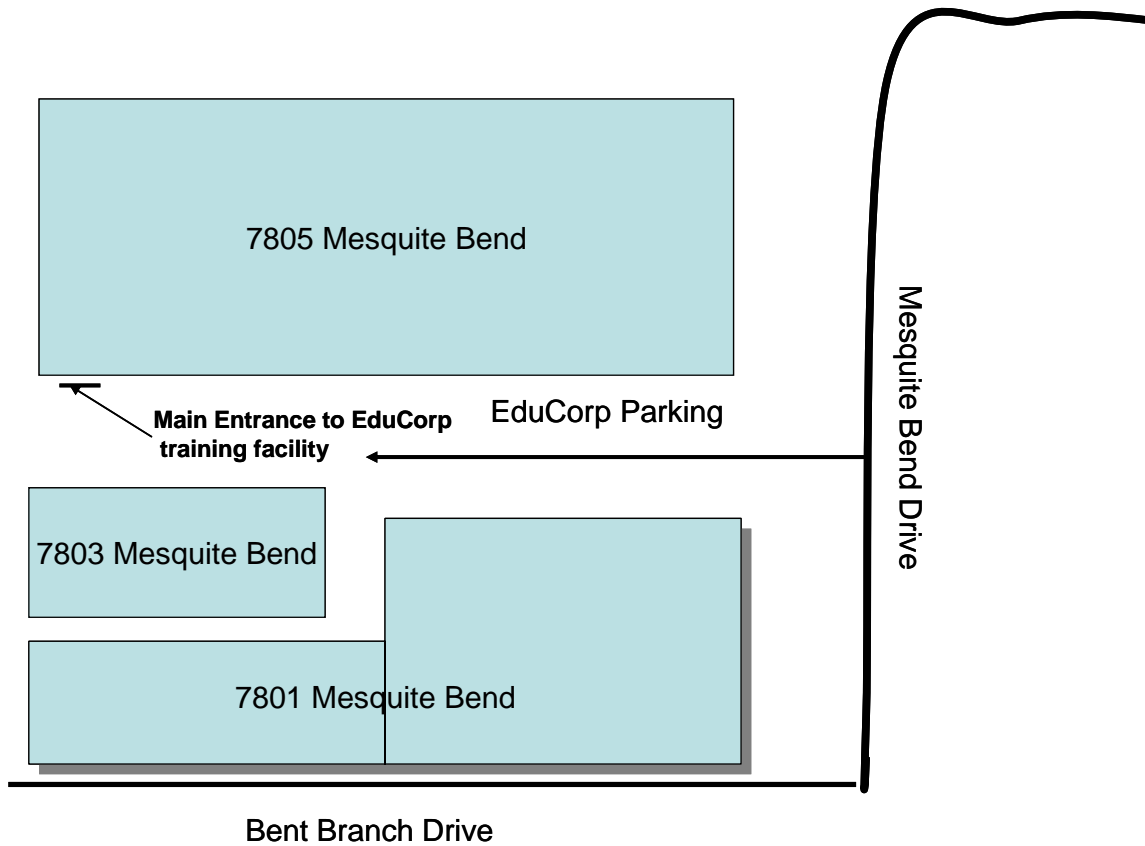 7805 Mesquite Bend
Main Entrance to EduCorp
training facility
EduCorp Parking
Mesquite Bend Drive
7803 Mesquite Bend
7801 Mesquite Bend
Bent Branch Drive